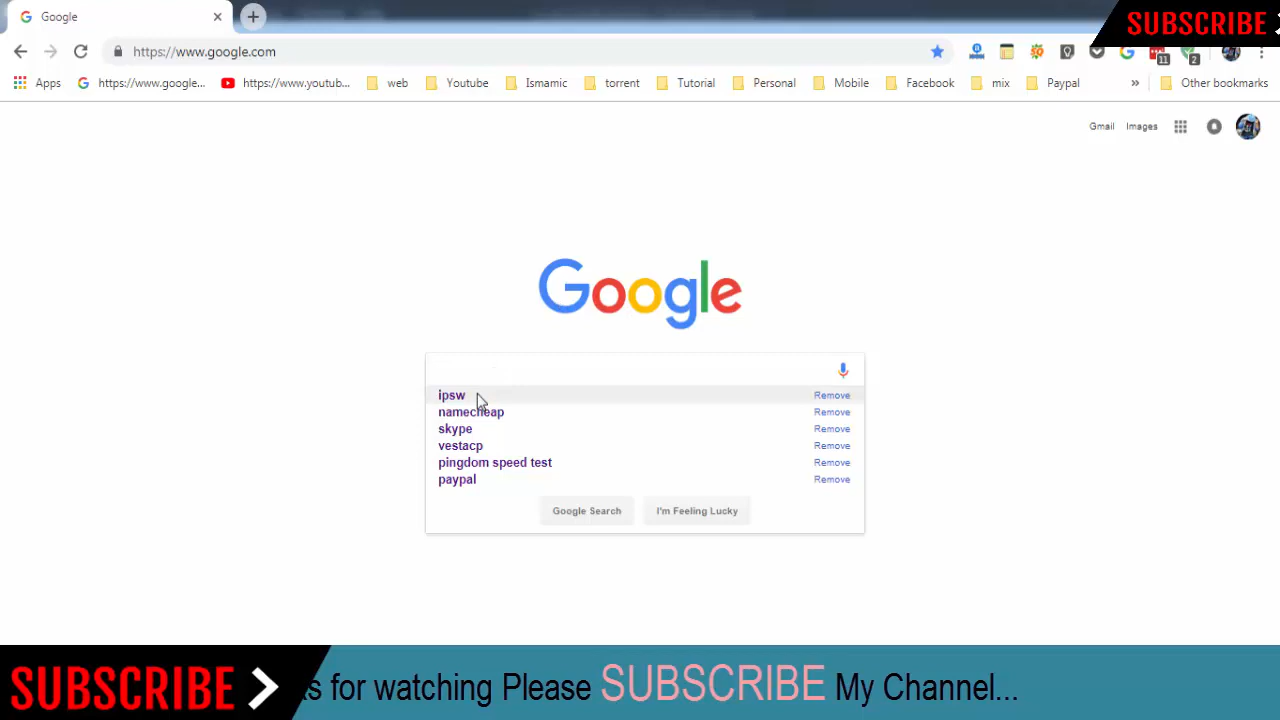 Google
SUBSCRIBE
https://www.google.com
11
2
Apps
https://www.google...
https://www.youtub...
web
Youtube
Ismamic
torrent
Tutorial
Personal
Mobile
Facebook
mix
Paypal
»
Other bookmarks
Gmail
Images
Google
ipsw
Remove
namecheap
Remove
skype
Remove
vestacp
Remove
pingdom speed test
Remove
paypal
Remove
Google Search
I'm Feeling Lucky
SUBSCRIBE
for watching Please SUBSCRIBE My Channel...